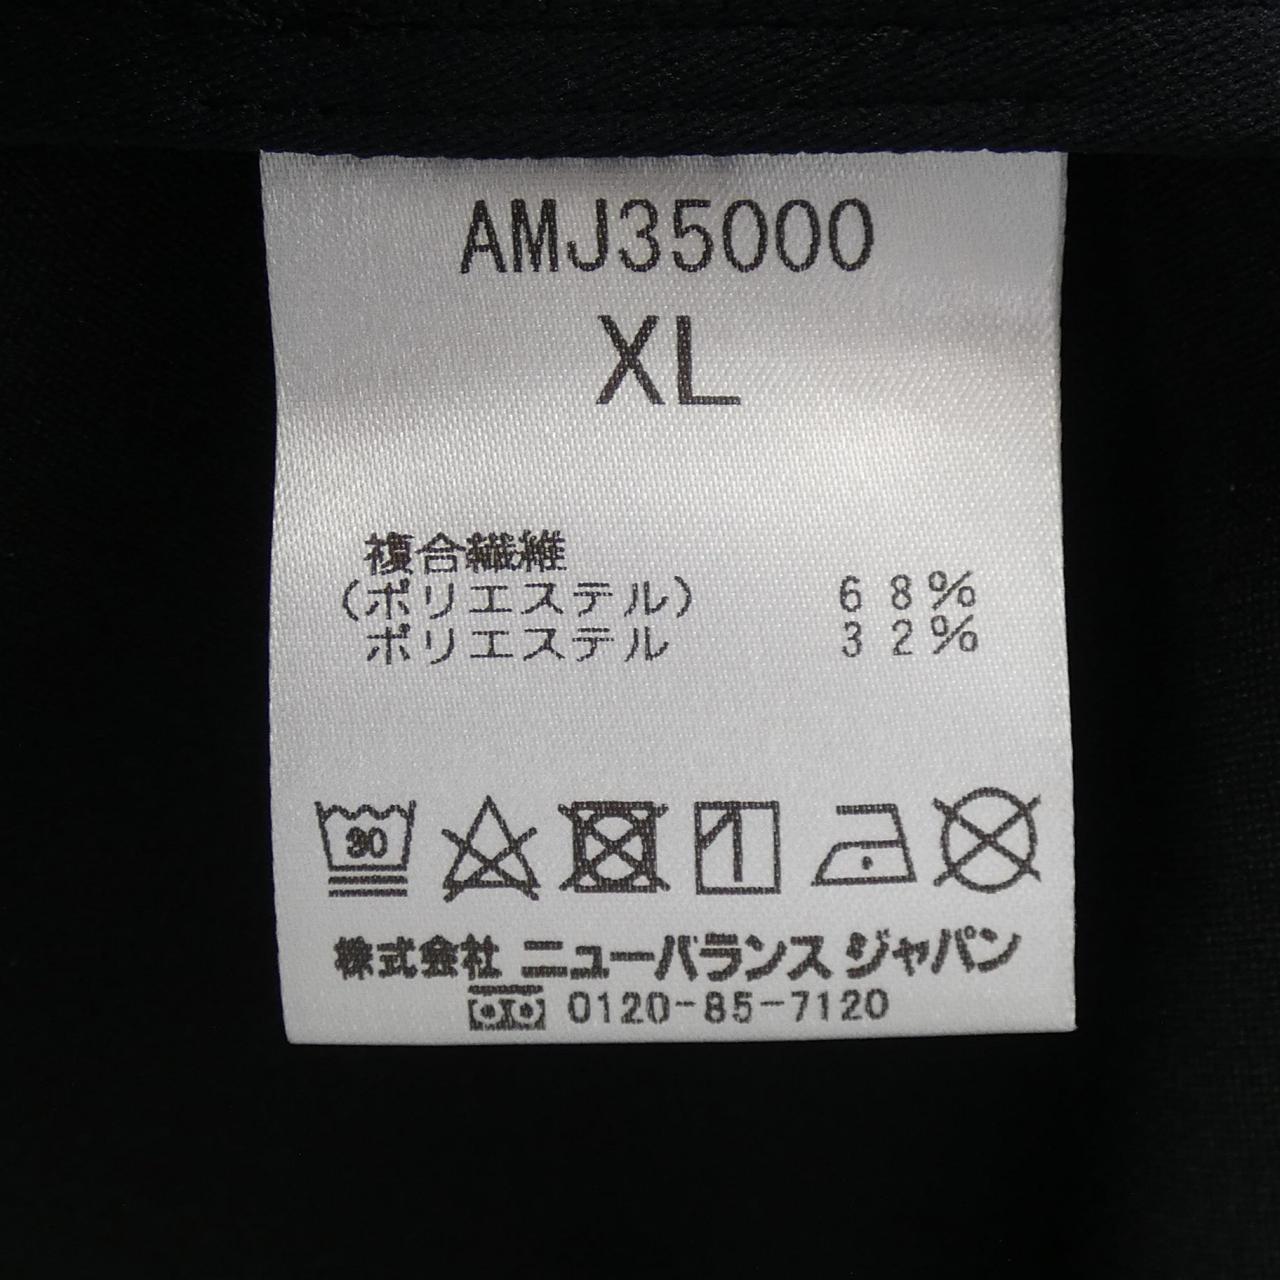 AMJ35000
XL
複合繊維
(ポリエステル) 68%
ポリエステル 32%
30
株式会社 ニューバランス ジャパン
0120-85-7120